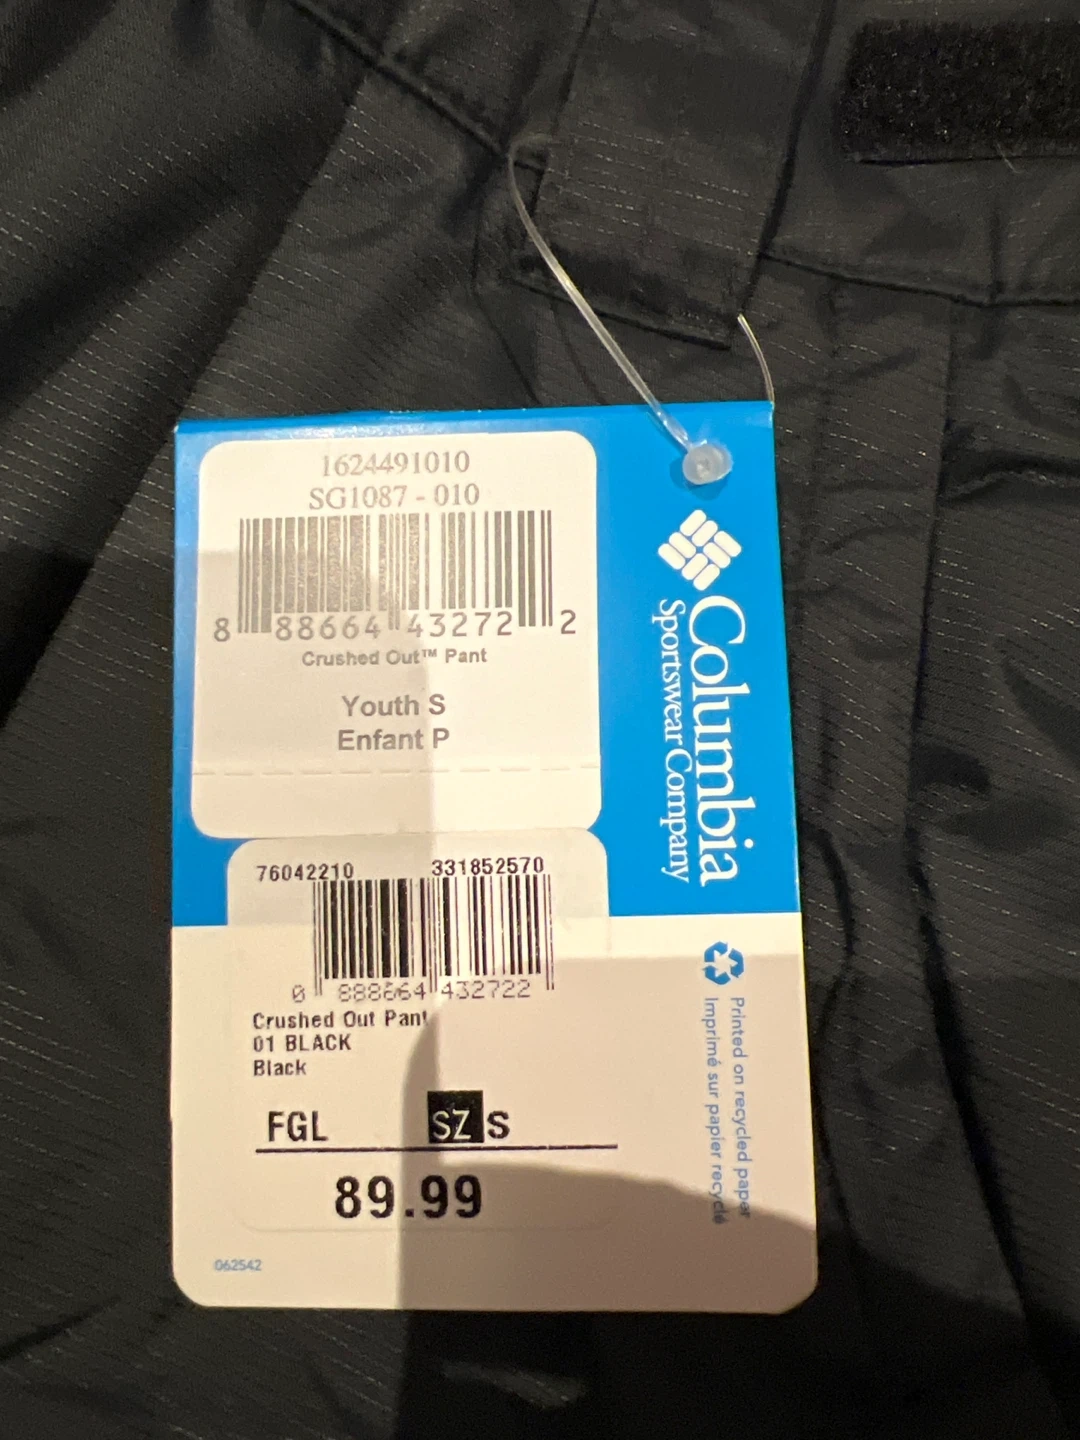 1624491010
SG1087 - 010
8 88664 43272 2
Crushed Out™ Pant
Youth S
Enfant P
76042210 331852570
0 888664 432722
Crushed Out Pant
01 BLACK
Black
FGL SZ S
89.99
062542
Columbia
Sportswear Company
Printed on recycled paper
Imprimé sur papier recyclé